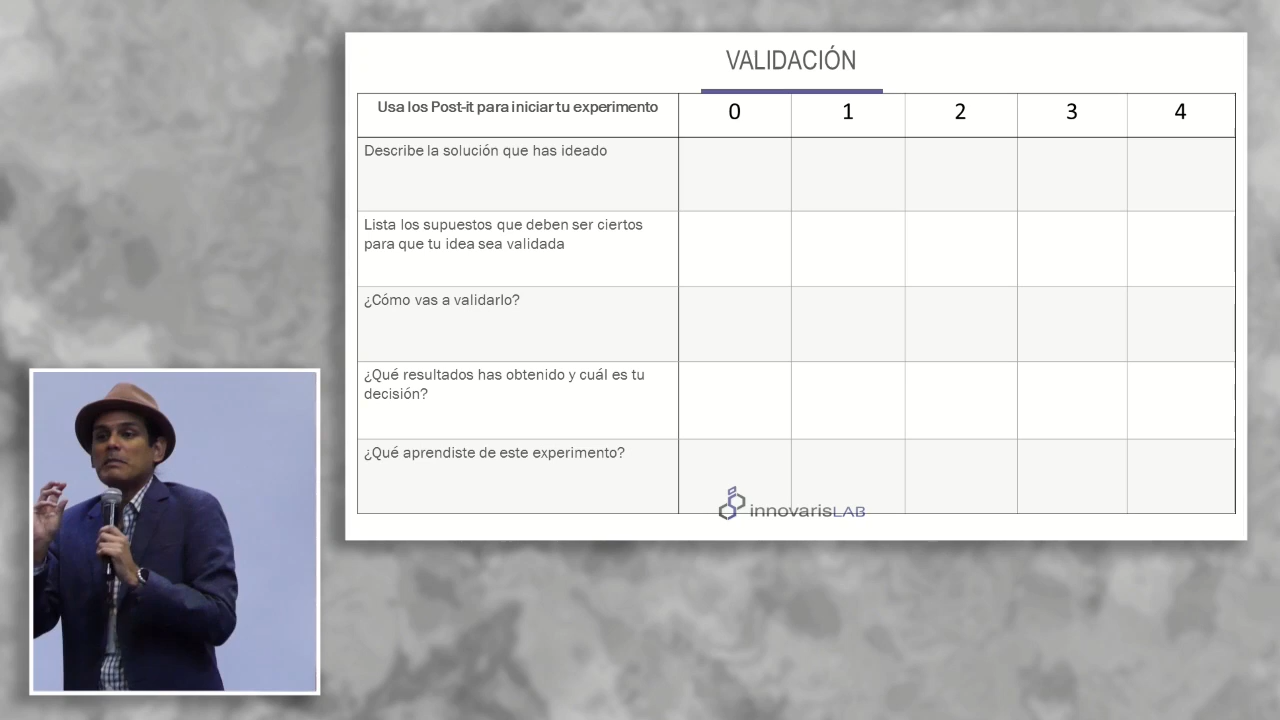 VALIDACIÓN
Usa los Post-it para iniciar tu experimento
0 1 2 3 4
Describe la solución que has ideado
Lista los supuestos que deben ser ciertos
para que tu idea sea validada
¿Cómo vas a validarlo?
¿Qué resultados has obtenido y cuál es tu
decisión?
¿Qué aprendiste de este experimento?
innovarisLAB